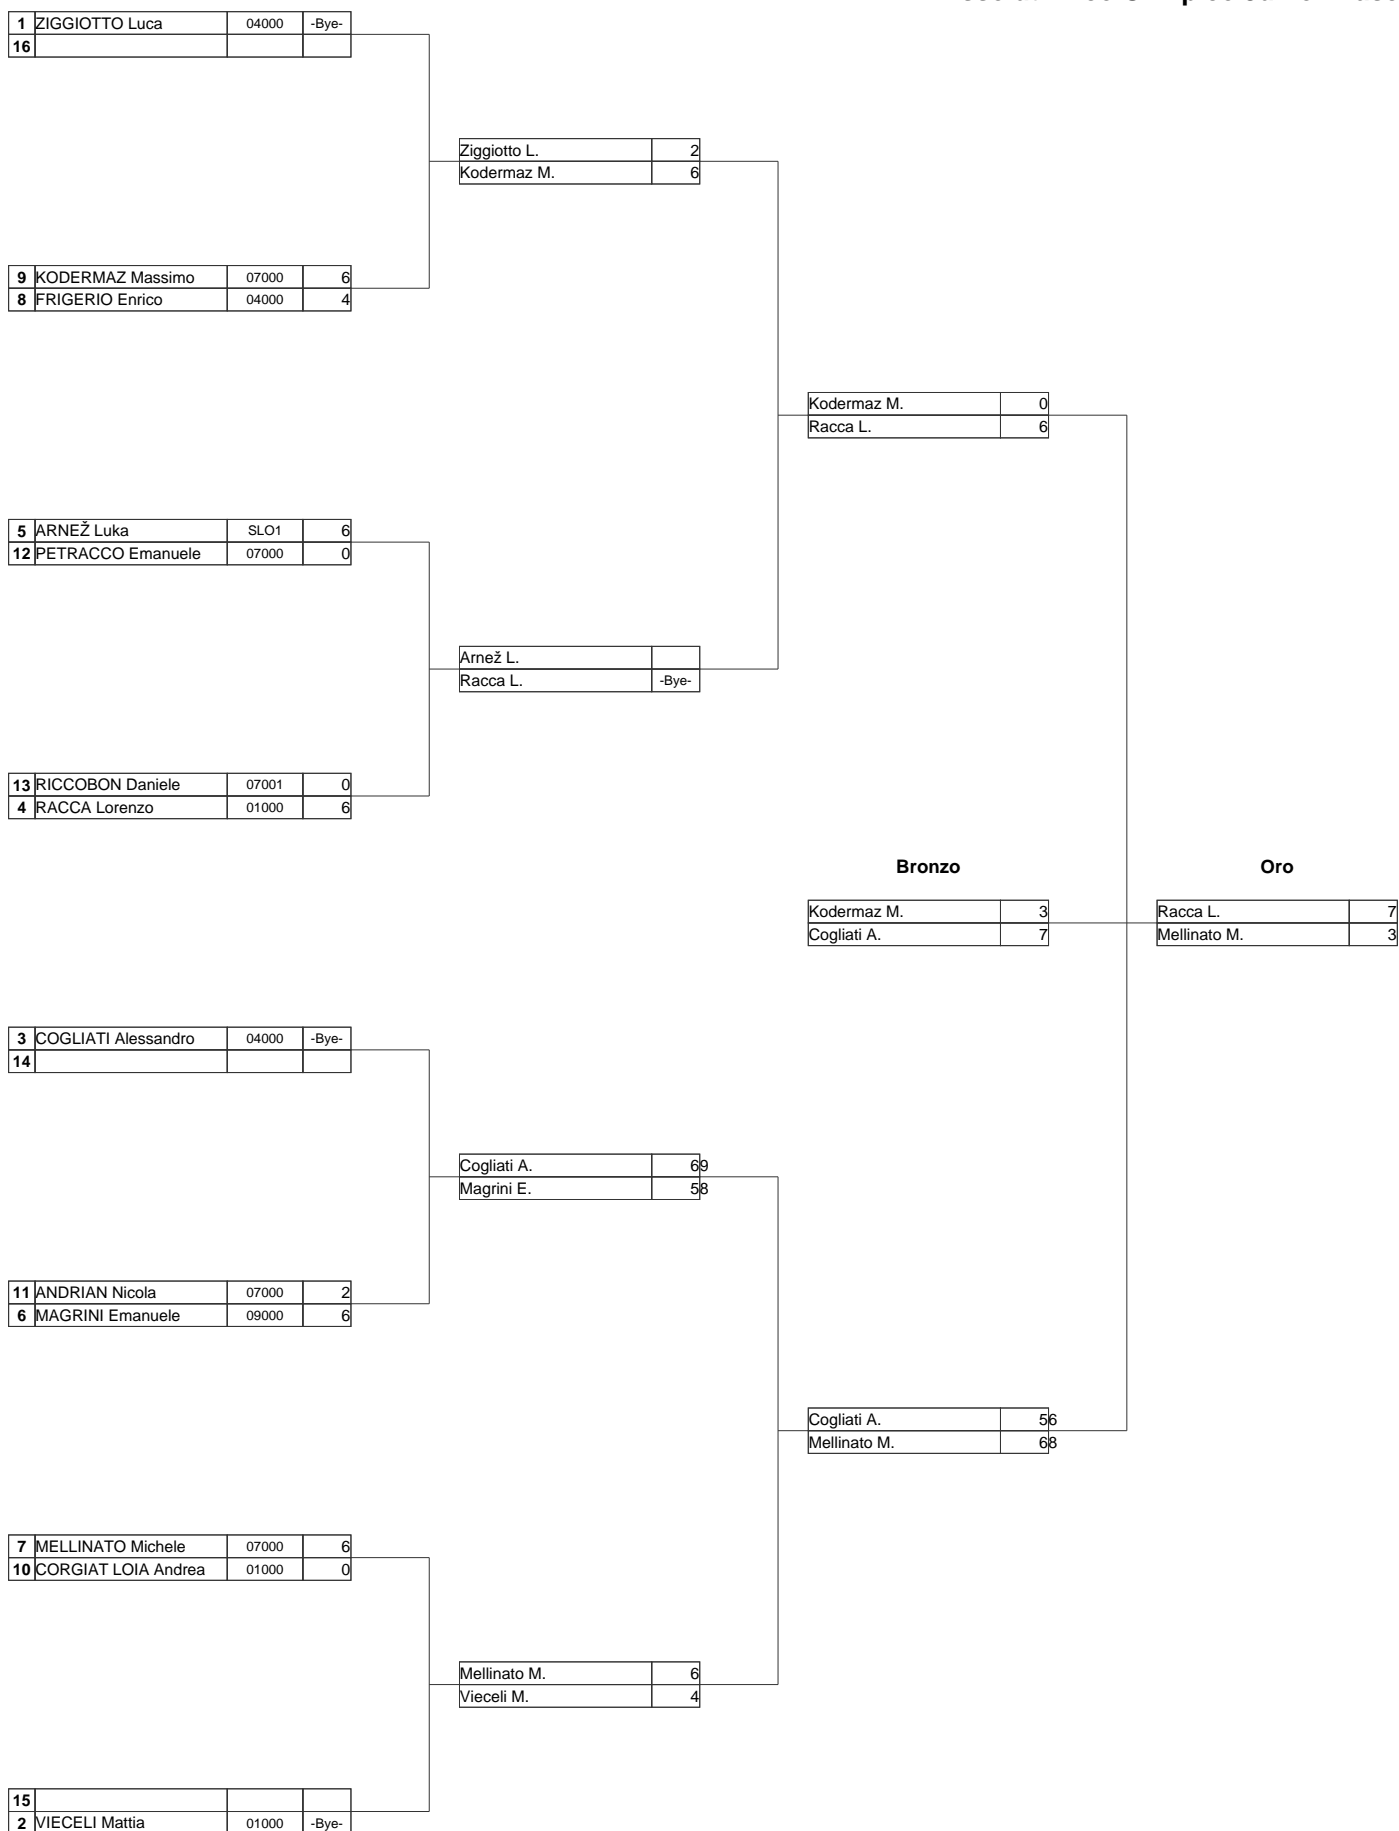 1 ZIGGIOTTO Luca 04000 -Bye-
16
Ziggiotto L. 2
Kodermaz M. 6
9 KODERMAZ Massimo 07000 6
8 FRIGERIO Enrico 04000 4
Kodermaz M. 0
Racca L. 6
5 ARNEŽ Luka SLO1 6
12 PETRACCO Emanuele 07000 0
Arnež L.
Racca L. -Bye-
13 RICCOBON Daniele 07001 0
4 RACCA Lorenzo 01000 6
Bronzo Oro
Kodermaz M. 3 Racca L. 7
Cogliati A. 7 Mellinato M. 3
3 COGLIATI Alessandro 04000 -Bye-
14
Cogliati A. 69
Magrini E. 58
11 ANDRIAN Nicola 07000 2
6 MAGRINI Emanuele 09000 6
Cogliati A. 56
Mellinato M. 68
7 MELLINATO Michele 07000 6
10 CORGIAT LOIA Andrea 01000 0
Mellinato M. 6
Vieceli M. 4
15
2 VIECELI Mattia 01000 -Bye-